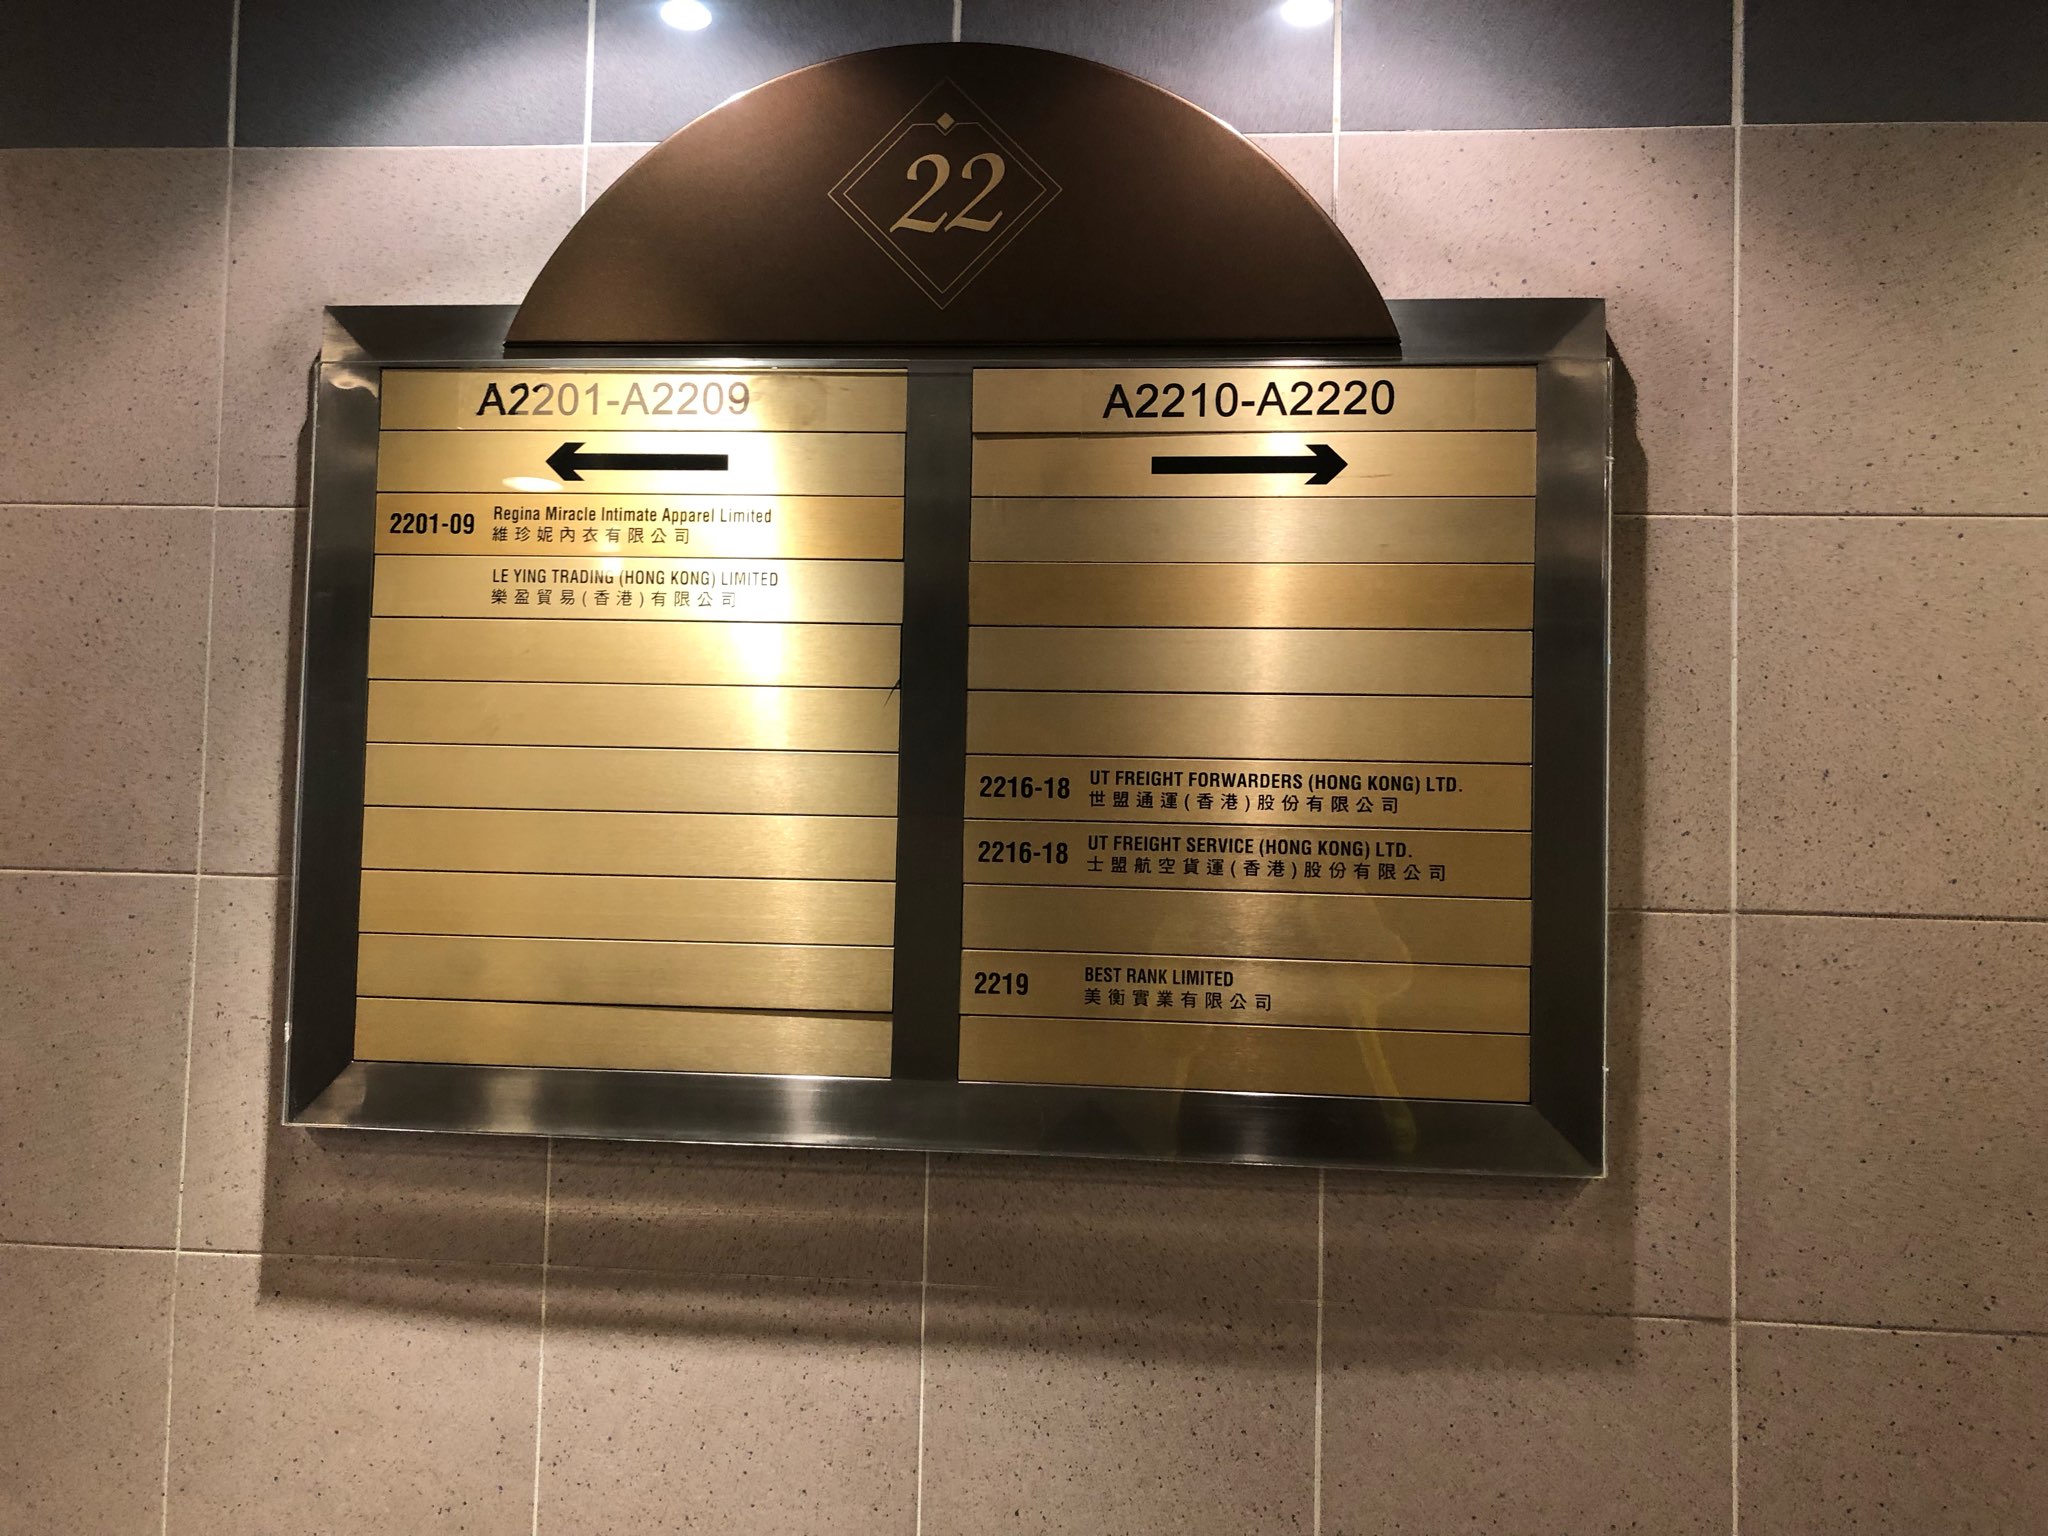 22
A2201-A2209
2201-09 Regina Miracle Intimate Apparel Limited
維珍妮內衣有限公司
LE YING TRADING (HONG KONG) LIMITED
樂盈貿易(香港)有限公司
A2210-A2220
2216-18 UT FREIGHT FORWARDERS (HONG KONG) LTD.
世盟通運(香港)股份有限公司
2216-18 UT FREIGHT SERVICE (HONG KONG) LTD.
士盟航空貨運(香港)股份有限公司
2219 BEST RANK LIMITED
美衡實業有限公司